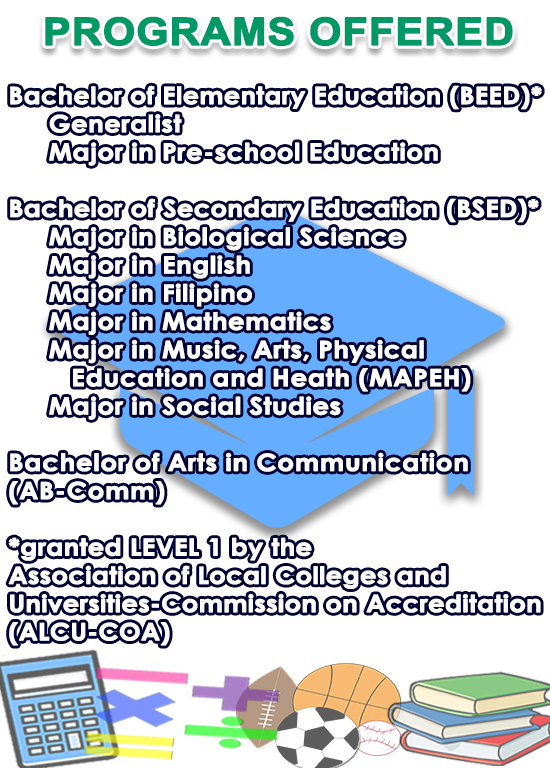 PROGRAMS OFFERED
Bachelor of Elementary Education (BEED)*
Generalist
Major in Pre-school Education
Bachelor of Secondary Education (BSED)*
Major in Biological Science
Major in English
Major in Filipino
Major in Mathematics
Major in Music, Arts, Physical
Education and Heath (MAPEH)
Major in Social Studies
Bachelor of Arts in Communication
(AB-Comm)
*granted LEVEL 1 by the
Association of Local Colleges and
Universities-Commission on Accreditation
(ALCU-COA)